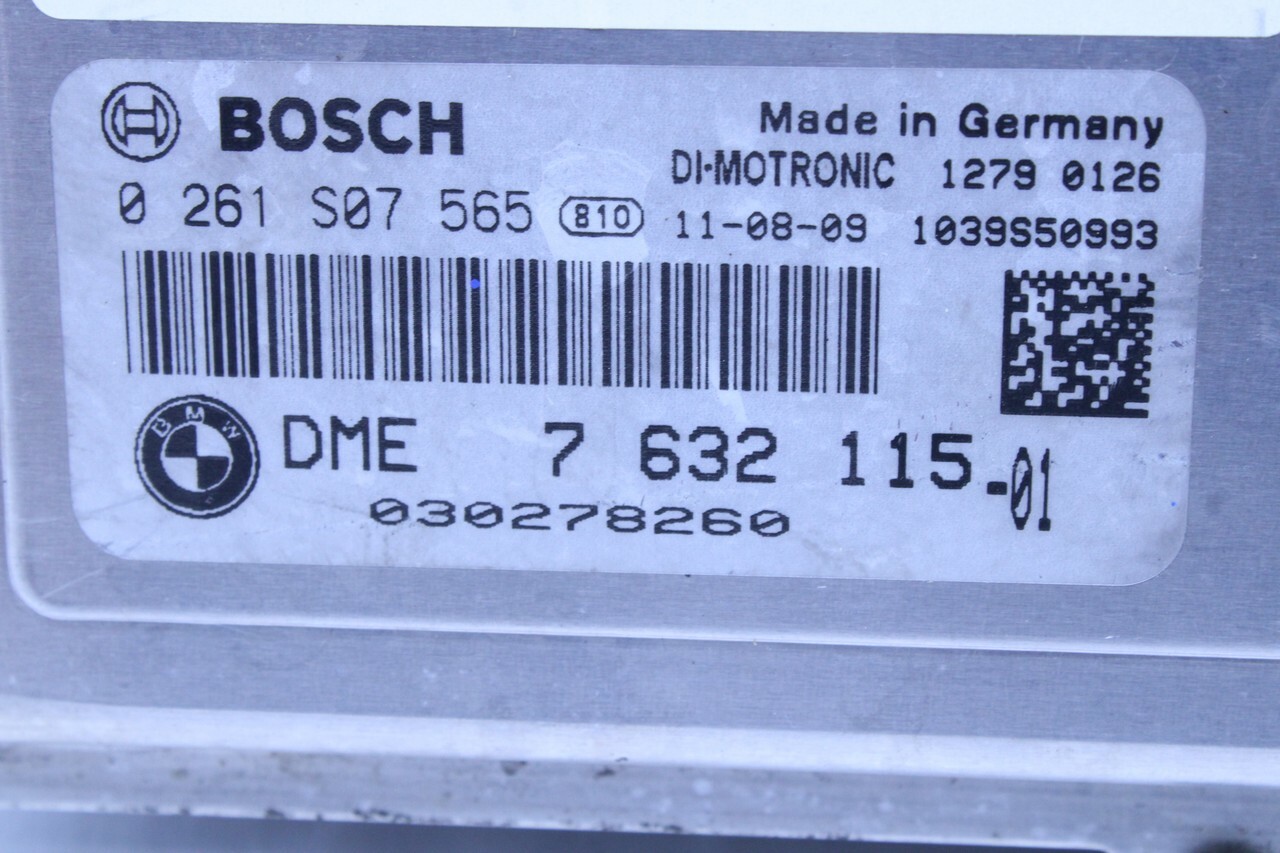 BOSCH
Made in Germany
DI-MOTRONIC 1279 0126
0 261 S07 565 810 11-08-09 1039S50993
BMW
DME 7 632 115.01
030278260